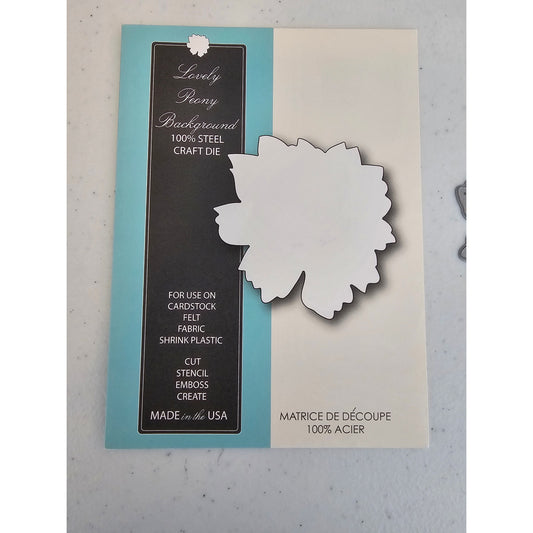 Lovely
Peony
Background
100% STEEL
CRAFT DIE
FOR USE ON
CARDSTOCK
FELT
FABRIC
SHRINK PLASTIC
CUT
STENCIL
EMBOSS
CREATE
MADE in the USA
MATRICE DE DÉCOUPE
100% ACIER